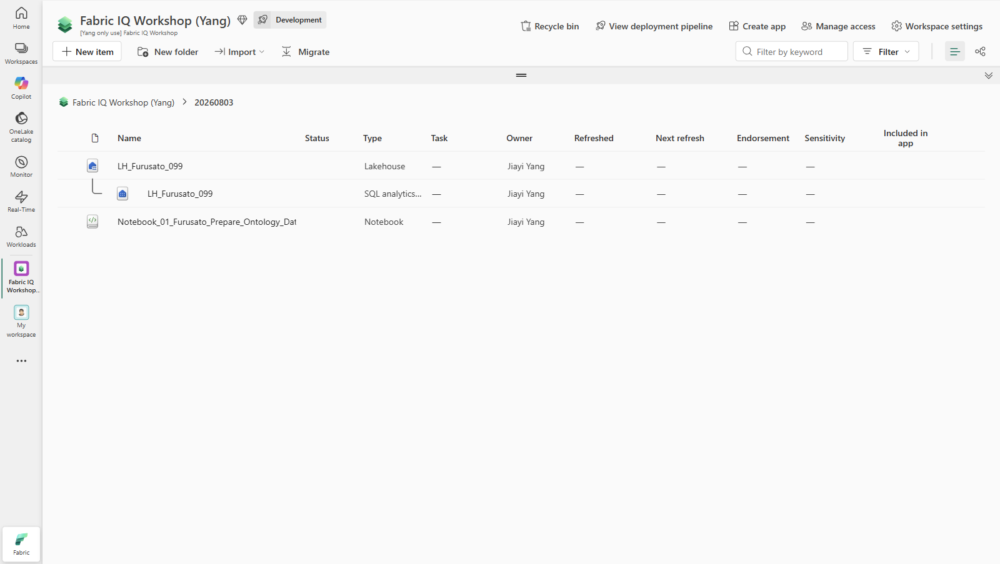 Home
Workspaces
Copilot
OneLake
catalog
Monitor
Real-Time
Workloads
Fabric IQ
Workshop...
My
workspace
Fabric
Fabric IQ Workshop (Yang)
Development
[Yang only use] Fabric IQ Workshop
Recycle bin
View deployment pipeline
Create app
Manage access
Workspace settings
New item
New folder
Import
Migrate
Filter by keyword
Filter
Fabric IQ Workshop (Yang) > 20260803
Name Status Type Task Owner Refreshed Next refresh Endorsement Sensitivity Included in
app
LH_Furusato_099 Lakehouse — Jiayi Yang — — — —
LH_Furusato_099 SQL analytics... — Jiayi Yang — — — —
Notebook_01_Furusato_Prepare_Ontology_Dat Notebook — Jiayi Yang — — — —